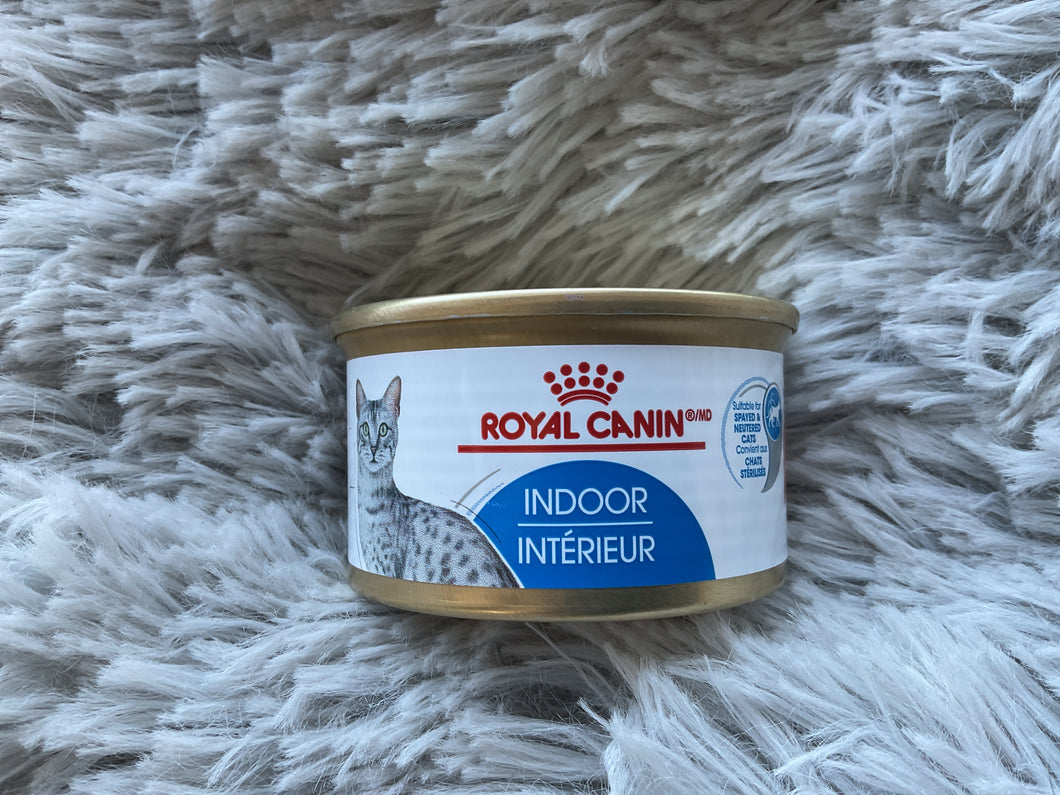 ROYAL CANIN®/MD
INDOOR
INTÉRIEUR
Suitable for
SPAYED &
NEUTERED
CATS
Convient aux
CHATS
STÉRILISÉS